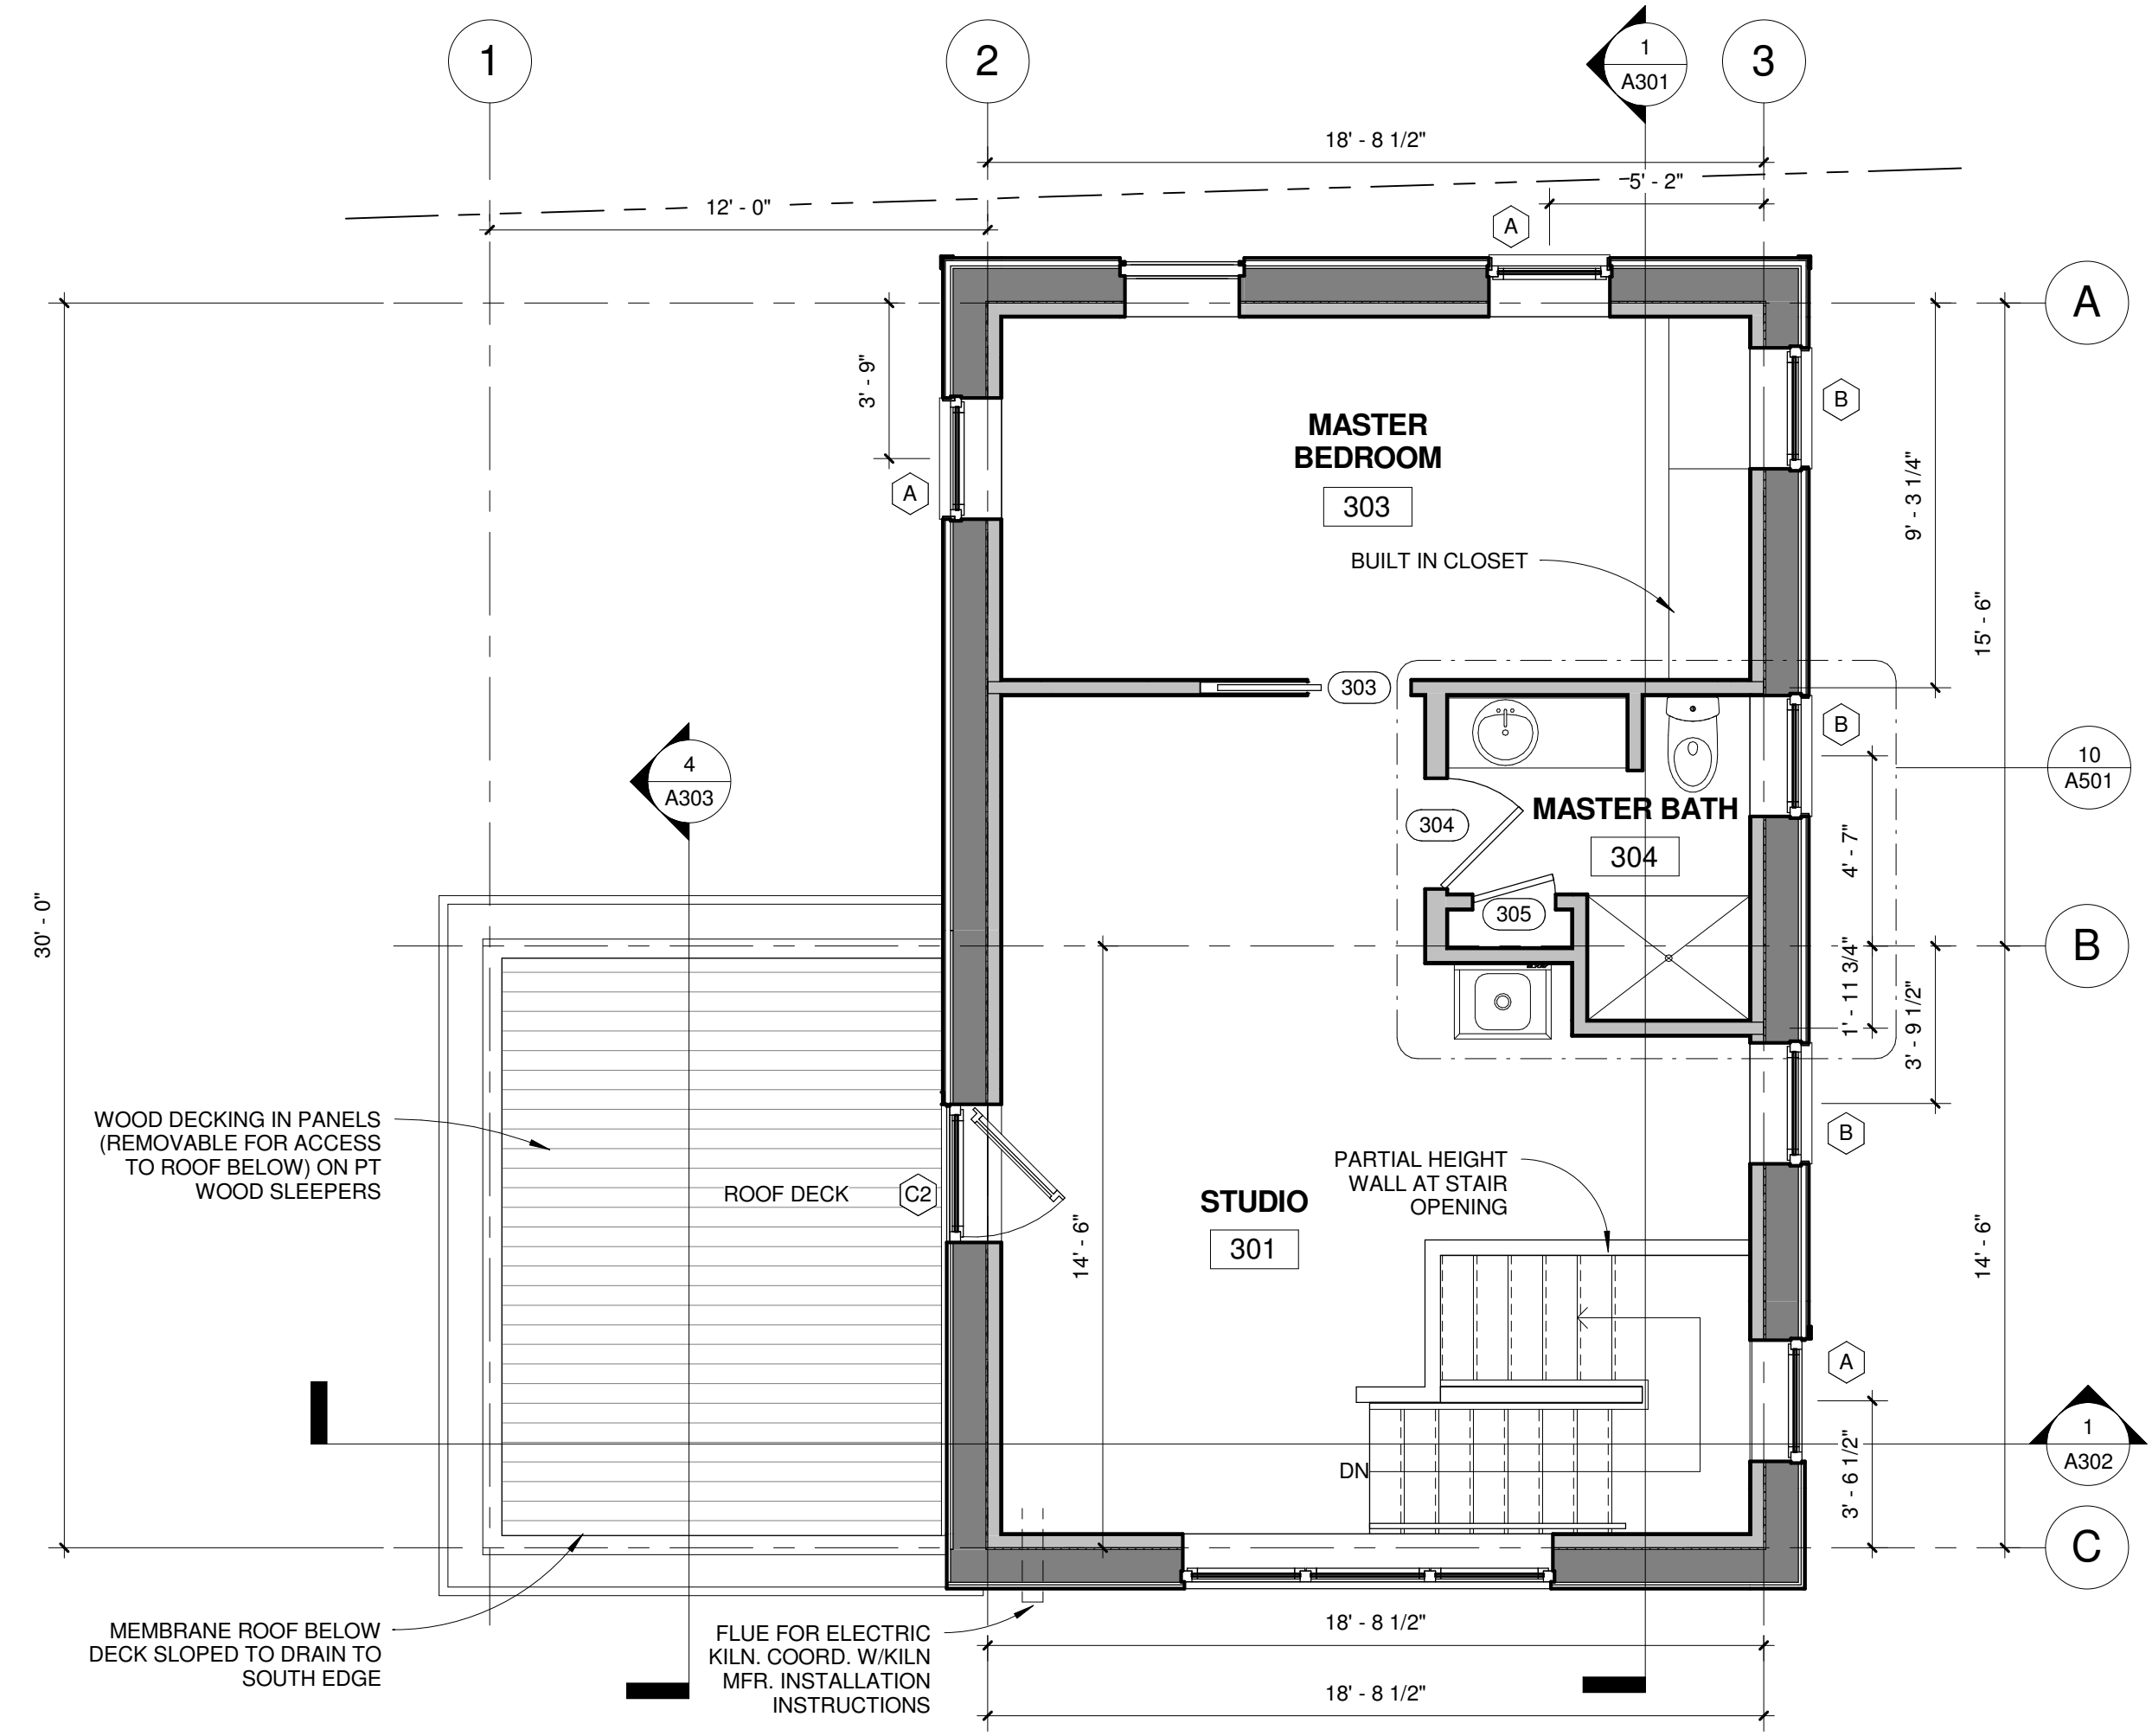 1
2
1
A301
3
18' - 8 1/2"
5' - 2"
12' - 0"
A
A
3' - 9"
MASTER
BEDROOM
303
B
A
9' - 3 1/4"
BUILT IN CLOSET
15' - 6"
303
B
4
A303
10
A501
MASTER BATH
304
304
4' - 7"
305
30' - 0"
B
1' - 11 3/4"
3' - 9 1/2"
WOOD DECKING IN PANELS
(REMOVABLE FOR ACCESS
TO ROOF BELOW) ON PT
WOOD SLEEPERS
B
PARTIAL HEIGHT
WALL AT STAIR
OPENING
ROOF DECK
C2
STUDIO
301
14' - 6"
14' - 6"
A
1
A302
DN
3' - 6 1/2"
C
MEMBRANE ROOF BELOW
DECK SLOPED TO DRAIN TO
SOUTH EDGE
FLUE FOR ELECTRIC
KILN. COORD. W/KILN
MFR. INSTALLATION
INSTRUCTIONS
18' - 8 1/2"
18' - 8 1/2"